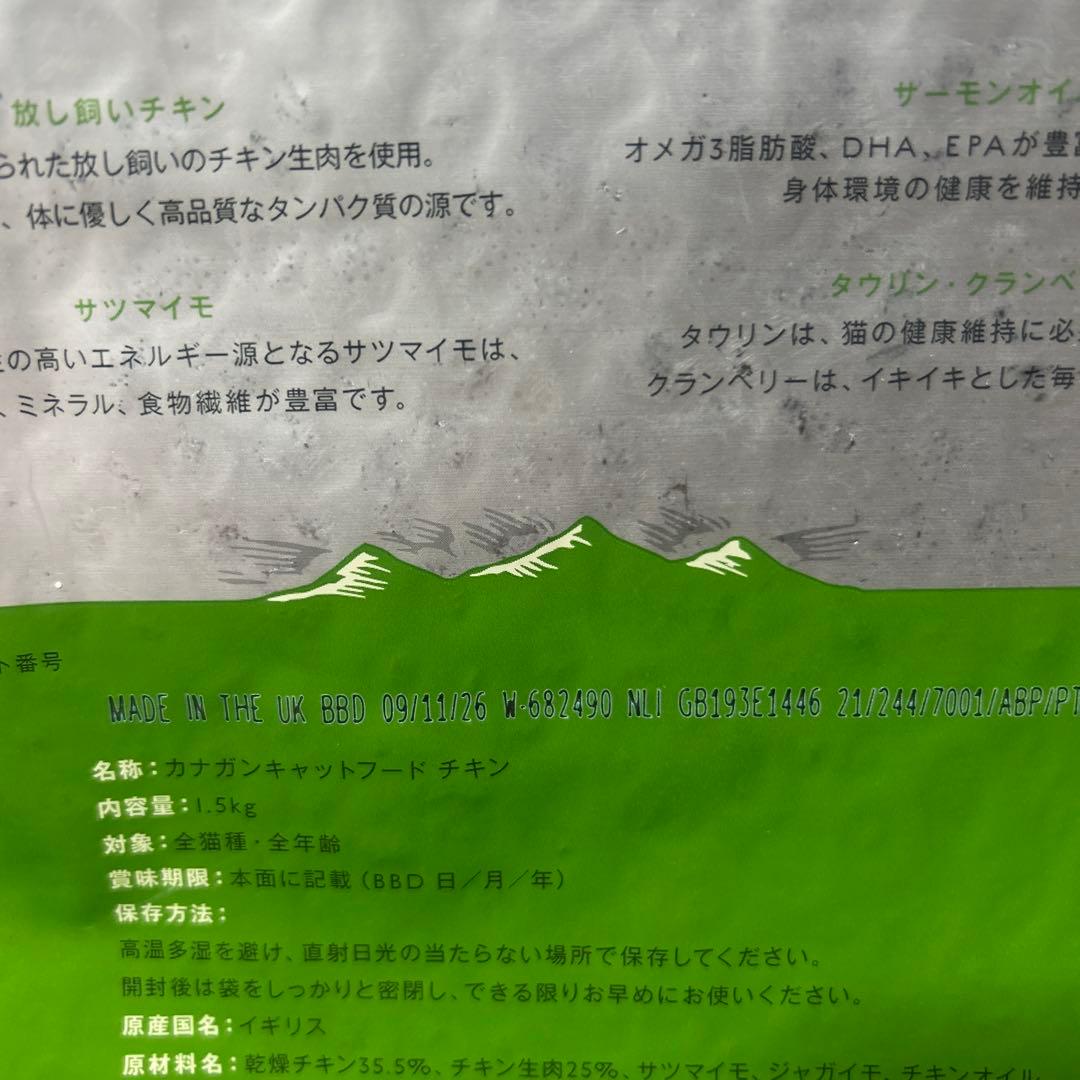 放し飼いチキン
られた放し飼いのチキン生肉を使用。
、体に優しく高品質なタンパク質の源です。
サツマイモ
の高いエネルギー源となるサツマイモは、
、ミネラル、食物繊維が豊富です。
サーモンオイ
オメガ3脂肪酸、DHA、EPAが豊
身体環境の健康を維持
タウリン・クランベ
タウリンは、猫の健康維持に必
クランベリーは、イキイキとした毎
ト番号
MADE IN THE UK BBD 09/11/26 W-682490 NLI GB193E1446 21/244/7001/ABP/PT
名称：カナガンキャットフード チキン
内容量：1.5kg
対象：全猫種・全年齢
賞味期限：本面に記載（BBD 日／月／年）
保存方法：
高温多湿を避け、直射日光の当たらない場所で保存してください。
開封後は袋をしっかりと密閉し、できる限りお早めにお使いください。
原産国名：イギリス
原材料名：乾燥チキン35.5%、チキン生肉25%、サツマイモ、ジャガイモ、チキンオイル、